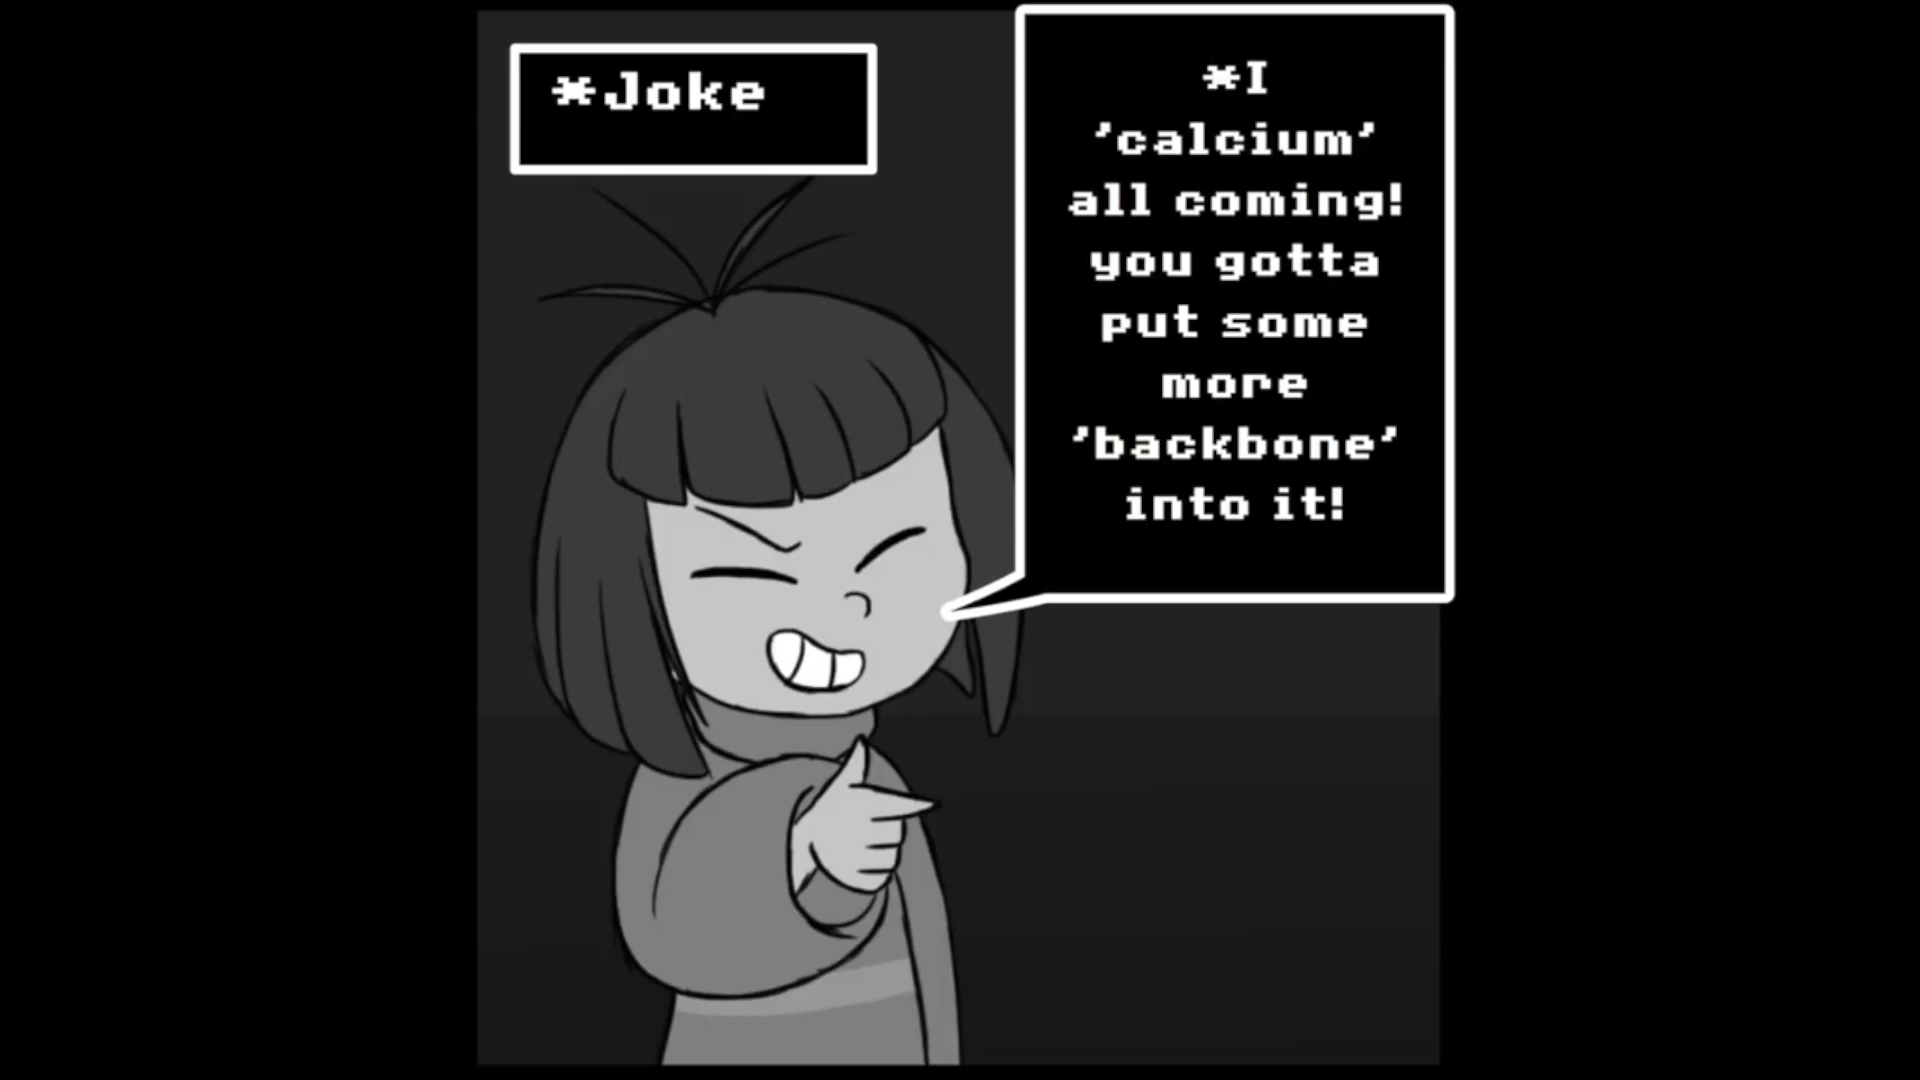 *Joke
*I
'calcium'
all coming!
you gotta
put some
more
'backbone'
into it!